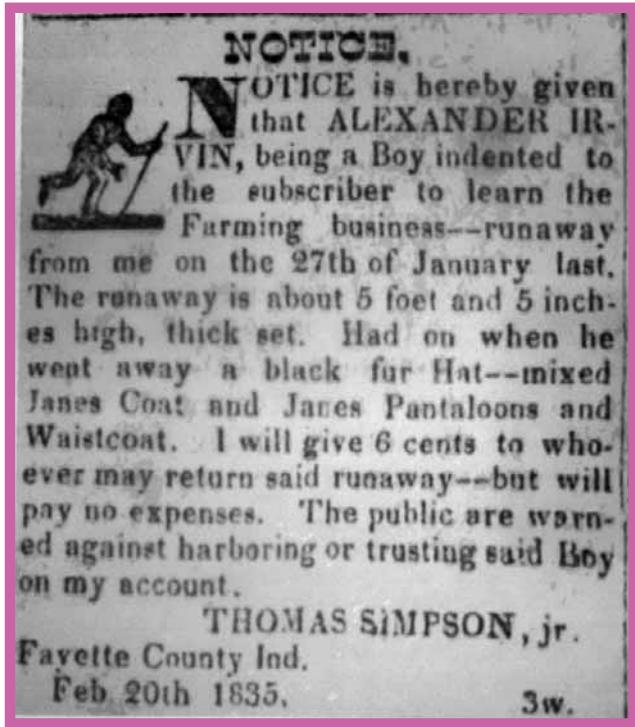 NOTICE.
NOTICE is hereby given
that ALEXANDER IR-
VIN, being a Boy indented to
the subscriber to learn the
Farming business--runaway
from me on the 27th of January last.
The runaway is about 5 foet and 5 inch-
es high, thick set. Had on when he
went away a black fur Hat--mixed
Janes Coat and Janes Pantaloons and
Waistcoat. I will give 6 cents to who-
ever may return said runaway--but will
pay no expenses. The public are warn-
ed against harboring or trusting said Boy
on my account.
THOMAS SIMPSON, jr.
Fayette County Ind.
Feb 20th 1835. 3w.